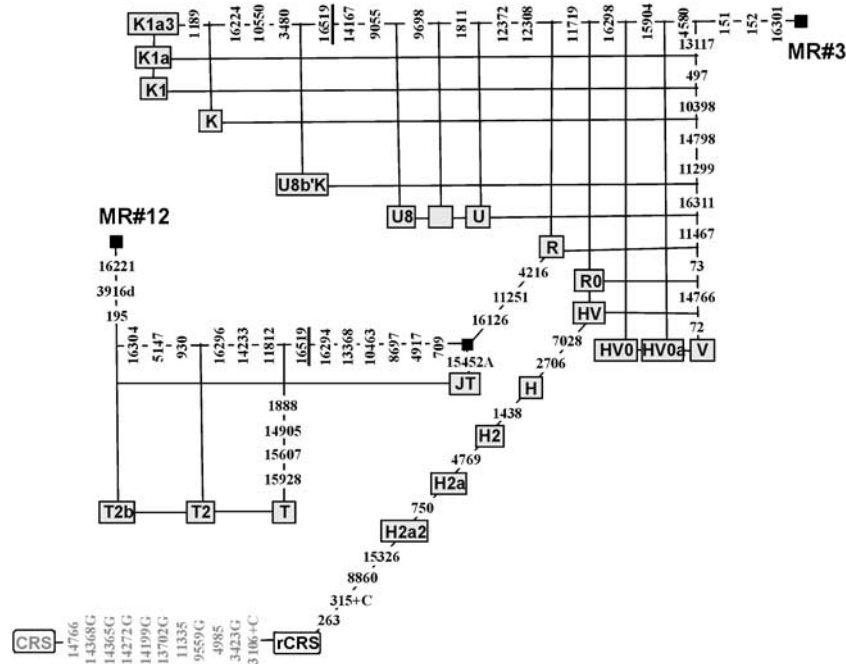 K1a3 1189 16224 10550 3480 16519 14167 9055 9698 1811 12372 12308 11719 16298 15904 4580 151 152 16301
MR#3
13117
K1a
497
K1
10398
K
14798
11299
U8b'K
16311
U8 U
11467
R
73
R0
14766
HV
72
HV0 HV0a V
MR#12
16221
3916d
195
16304 5147 930 16296 14233 11812 16519 16294 13368 10463 8697 4917 709
4216
11251
16126
15452A
JT
1888
14905
15607
15928
T2b T2 T
7028
2706
H
1438
H2
4769
H2a
750
H2a2
15326
8860
315+C
263
CRS 14766 14368G 14365G 14272G 14199G 13702G 11335 9559G 4985 3423G 3106+C rCRS